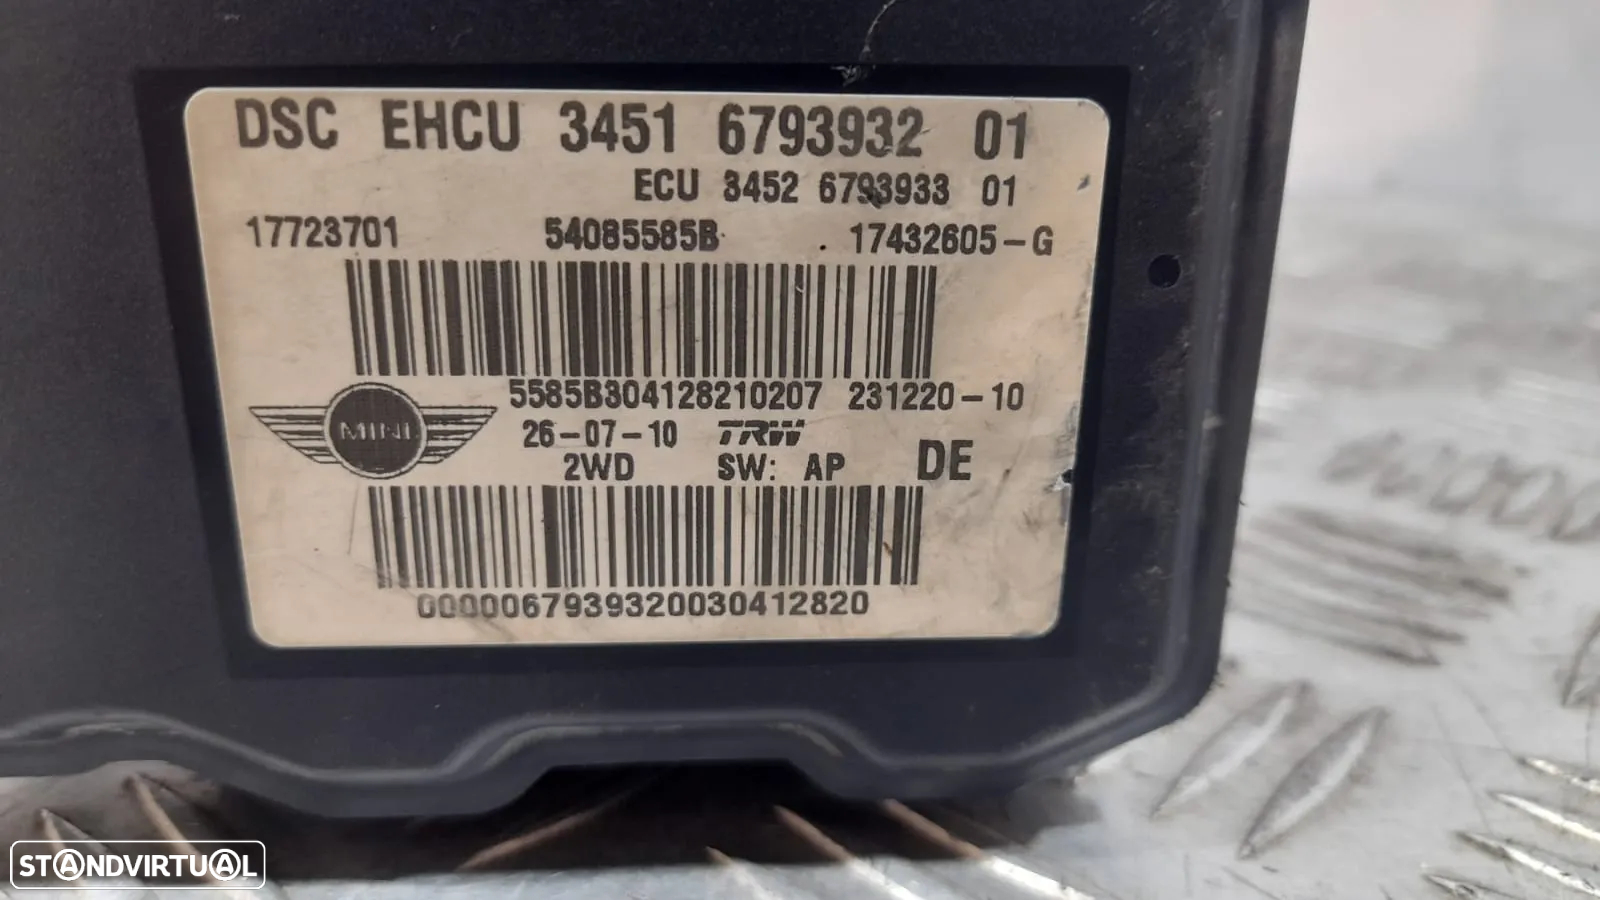 DSC EHCU 3451 6793932 01
ECU 3452 6793933 01
17723701 54085585B 17432605-G
5585B304128210207 231220-10
MINI
26-07-10 TRW
2WD SW: AP DE
0000067939320030412820
STANDVIRTUAL